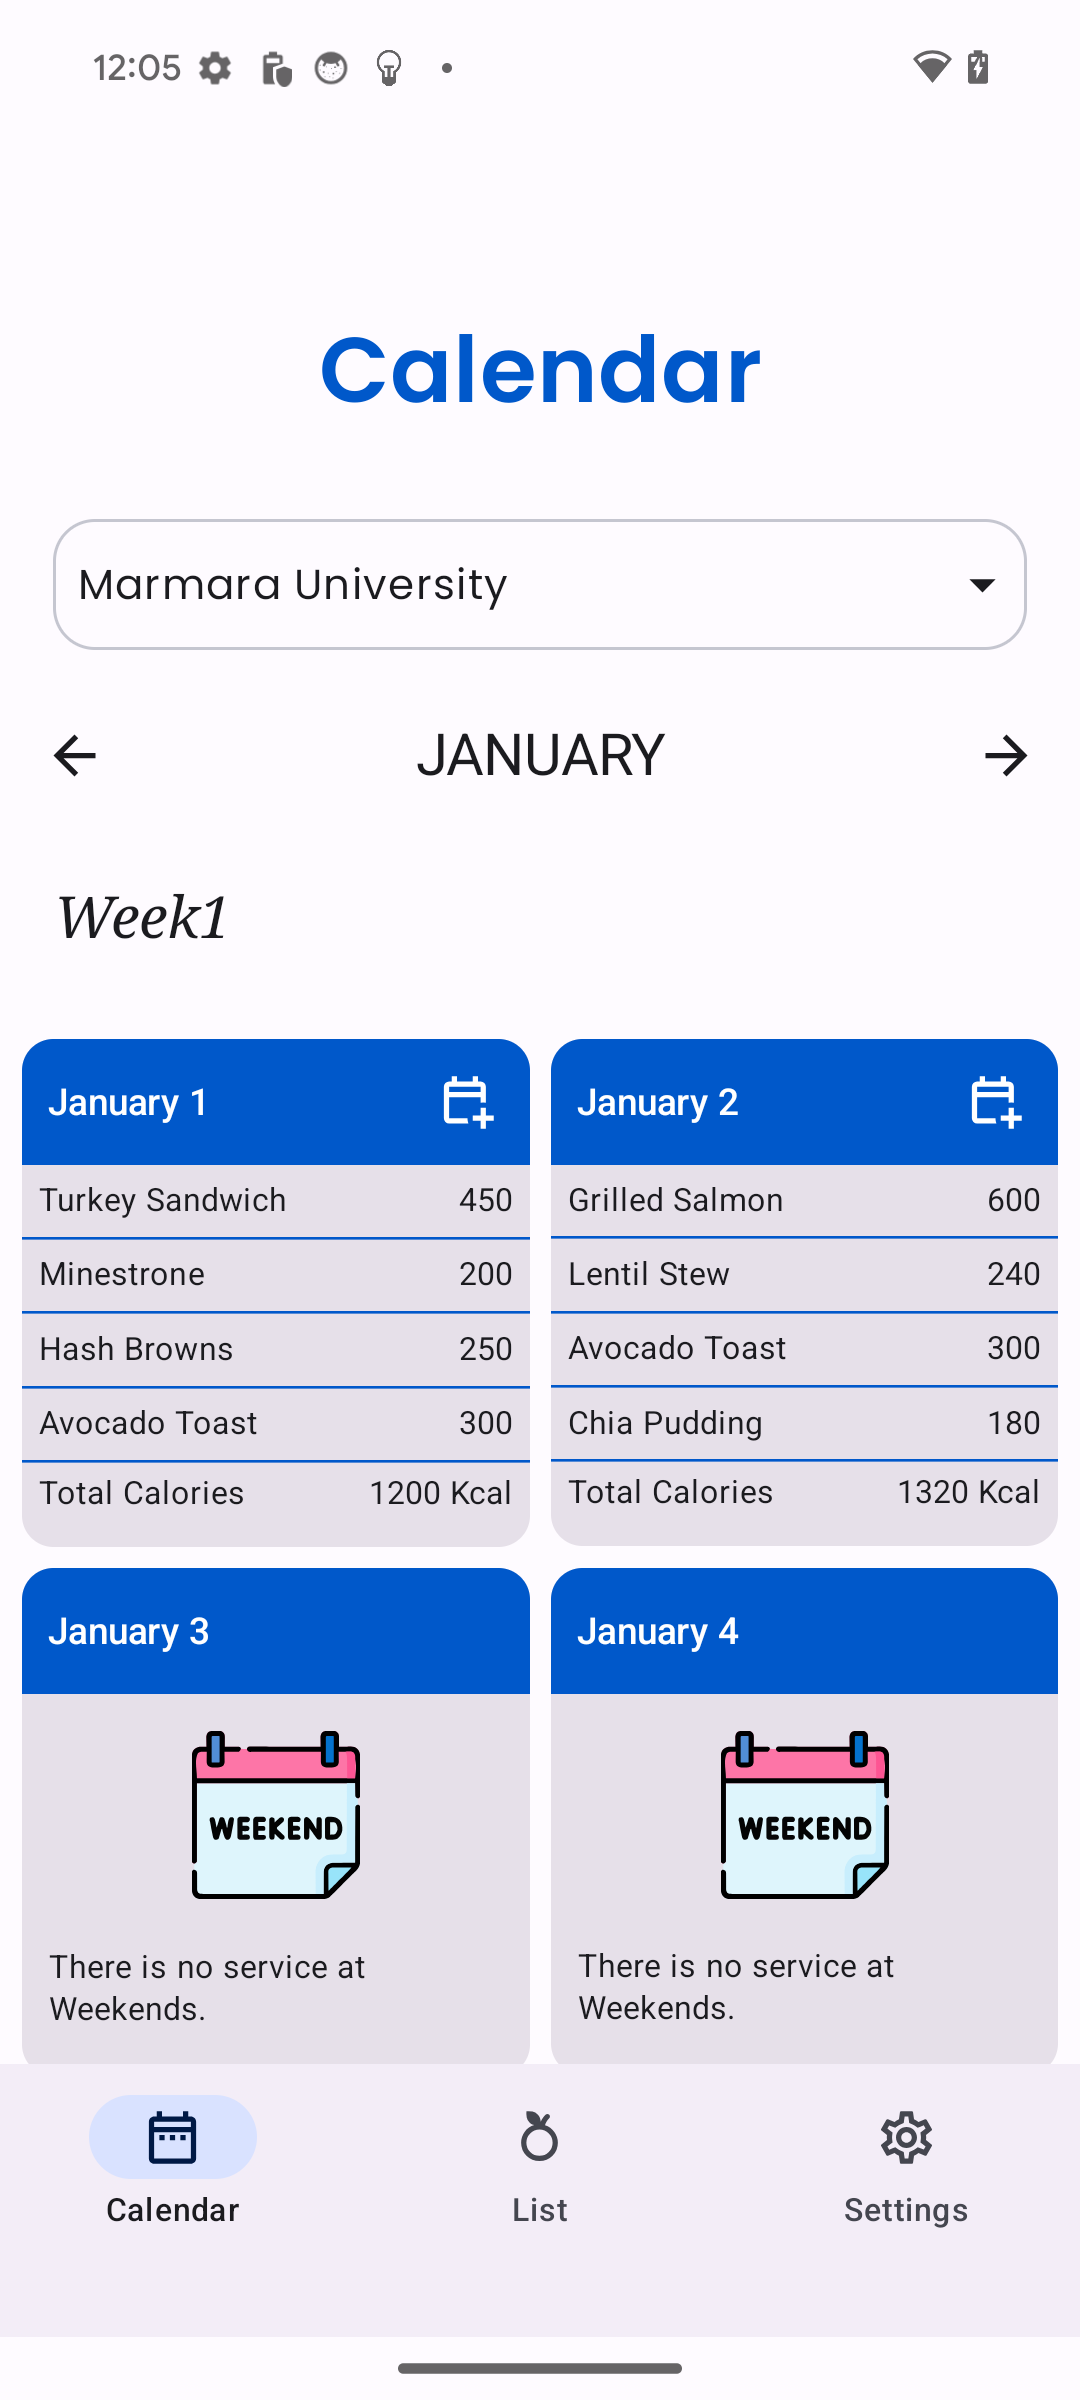 12:05
Calendar
Marmara University
JANUARY
Week1
January 1
Turkey Sandwich 450
Minestrone 200
Hash Browns 250
Avocado Toast 300
Total Calories 1200 Kcal
January 2
Grilled Salmon 600
Lentil Stew 240
Avocado Toast 300
Chia Pudding 180
Total Calories 1320 Kcal
January 3
WEEKEND
There is no service at
Weekends.
January 4
WEEKEND
There is no service at
Weekends.
Calendar
List
Settings